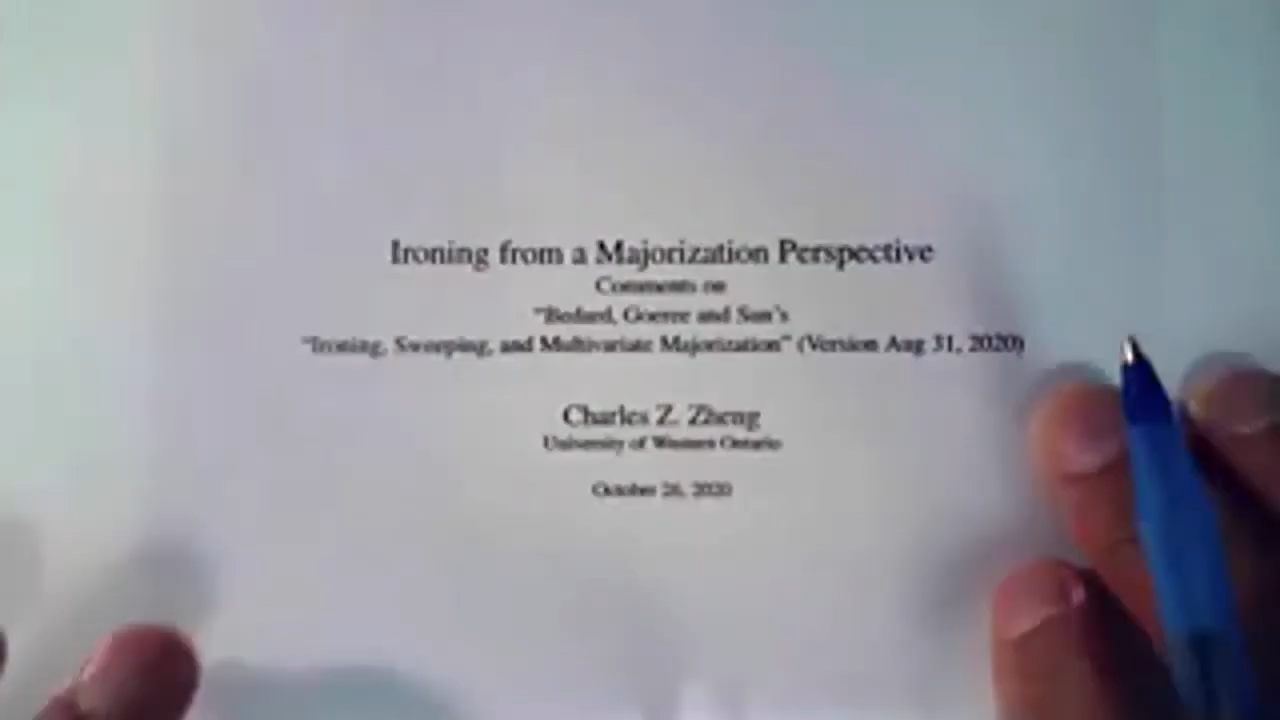 Ironing from a Majorization Perspective
Comments on
"Bedard, Goeree and Sun's
"Ironing, Sweeping, and Multivariate Majorization" (Version Aug 31, 2020)
Charles Z. Zheng
University of Western Ontario
October 26, 2020